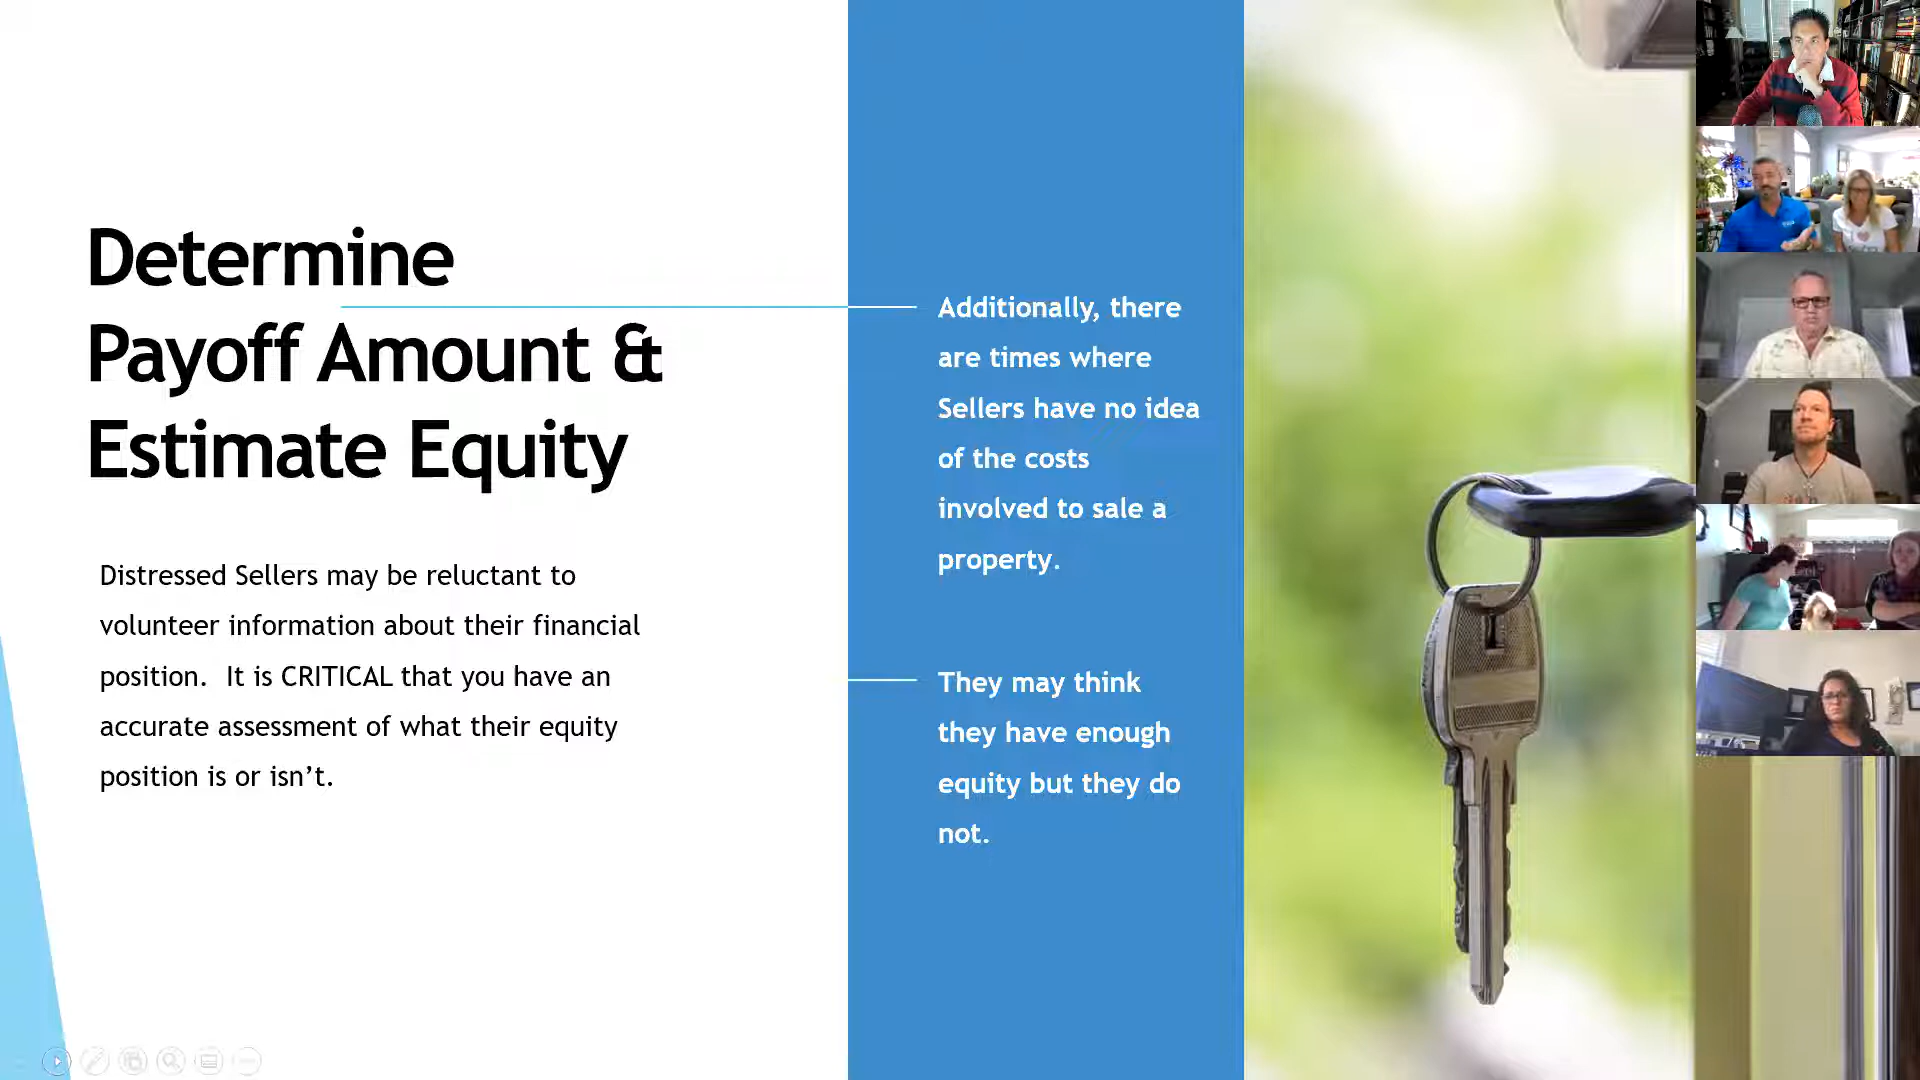 Determine
Payoff Amount &
Estimate Equity
Distressed Sellers may be reluctant to
volunteer information about their financial
position.  It is CRITICAL that you have an
accurate assessment of what their equity
position is or isn’t.
Additionally, there
are times where
Sellers have no idea
of the costs
involved to sale a
property.
They may think
they have enough
equity but they do
not.